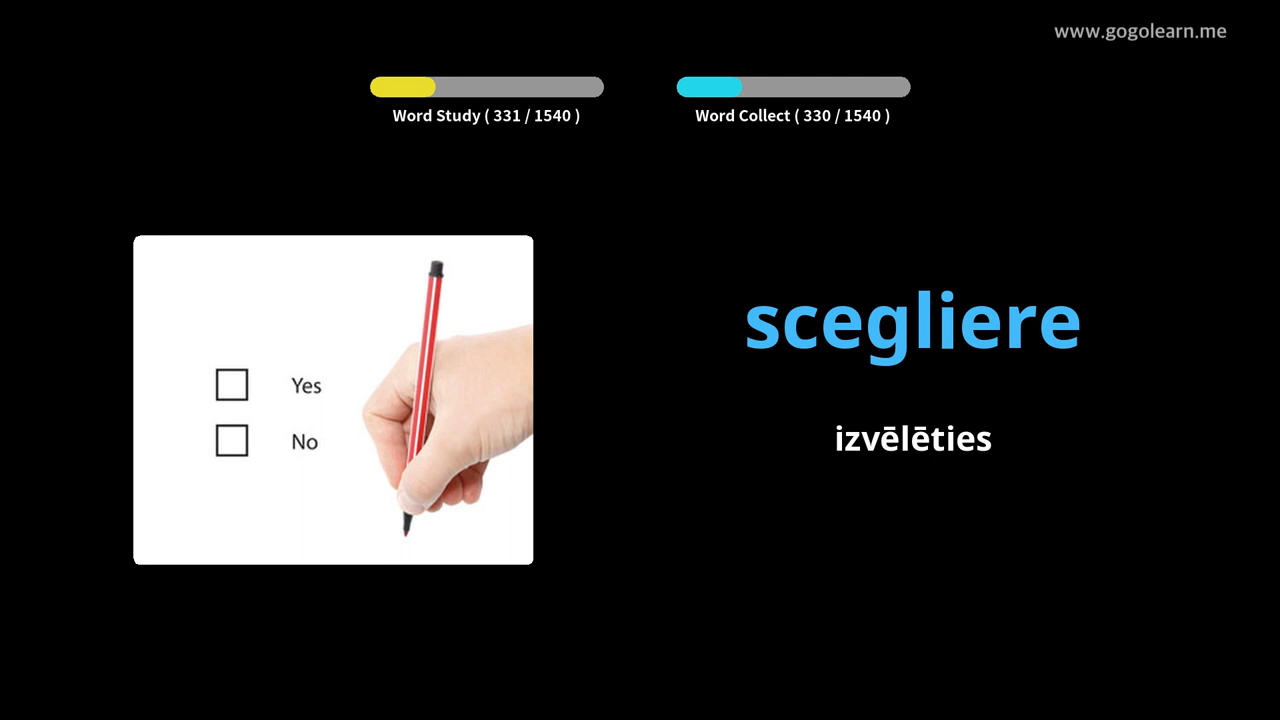 www.gogolearn.me
Word Study ( 331 / 1540 )
Word Collect ( 330 / 1540 )
Yes
No
scegliere
izvēlēties